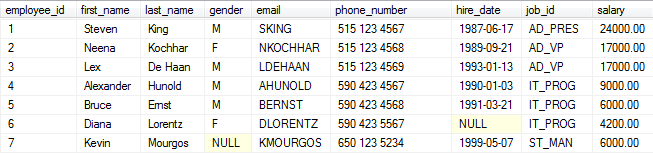 employee_id first_name last_name gender email phone_number hire_date job_id salary
1 Steven King M SKING 515 123 4567 1987-06-17 AD_PRES 24000.00
2 Neena Kochhar F NKOCHHAR 515 123 4568 1989-09-21 AD_VP 17000.00
3 Lex De Haan M LDEHAAN 515 123 4569 1993-01-13 AD_VP 17000.00
4 Alexander Hunold M AHUNOLD 590 423 4567 1990-01-03 IT_PROG 9000.00
5 Bruce Ernst M BERNST 590 423 4568 1991-03-21 IT_PROG 6000.00
6 Diana Lorentz F DLORENTZ 590 423 5567 NULL IT_PROG 4200.00
7 Kevin Mourgos NULL KMOURGOS 650 123 5234 1999-05-07 ST_MAN 6000.00